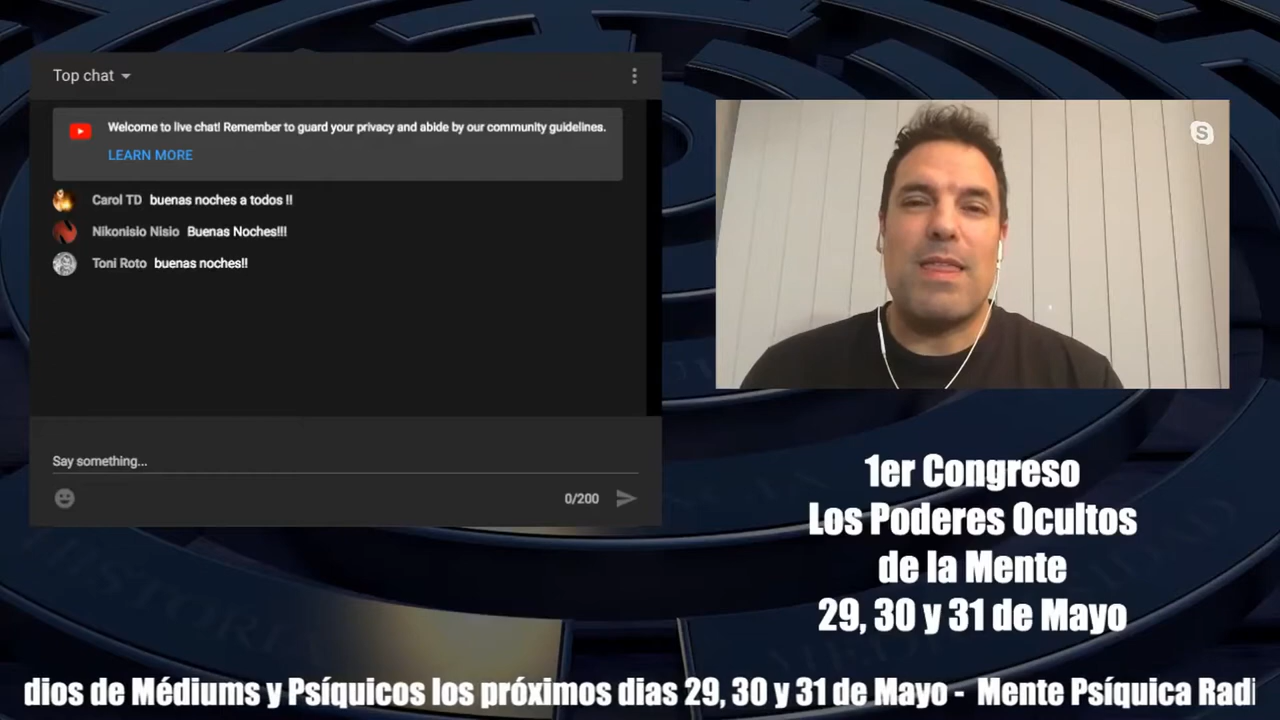 Top chat
Welcome to live chat! Remember to guard your privacy and abide by our community guidelines.
LEARN MORE
Carol TD buenas noches a todos !!
Nikonisio Nisio Buenas Noches!!!
Toni Roto buenas noches!!
Say something...
0/200
S
1er Congreso
Los Poderes Ocultos
de la Mente
29, 30 y 31 de Mayo
dios de Médiums y Psíquicos los próximos dias 29, 30 y 31 de Mayo - Mente Psíquica Radi